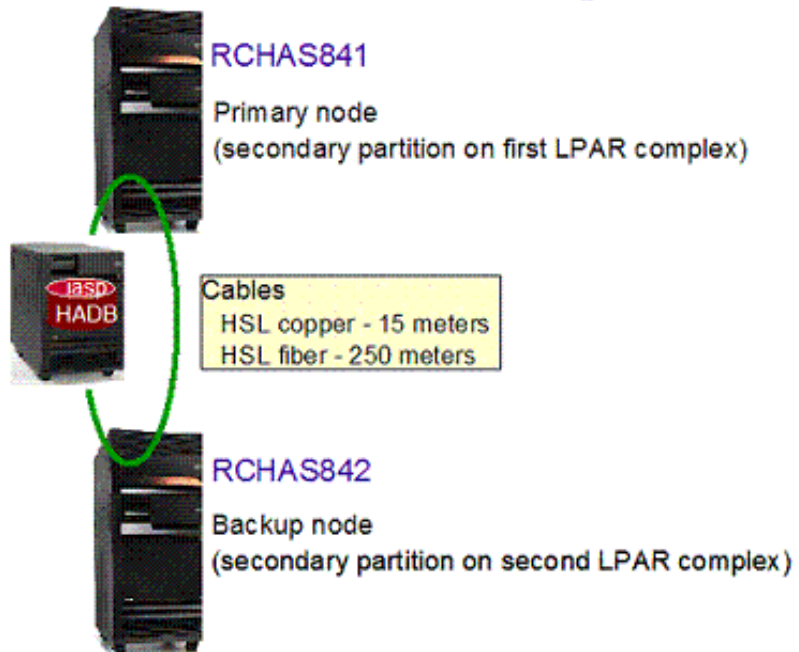 RCHAS841
Primary node
(secondary partition on first LPAR complex)
iasp
HADB
Cables
HSL copper - 15 meters
HSL fiber - 250 meters
RCHAS842
Backup node
(secondary partition on second LPAR complex)